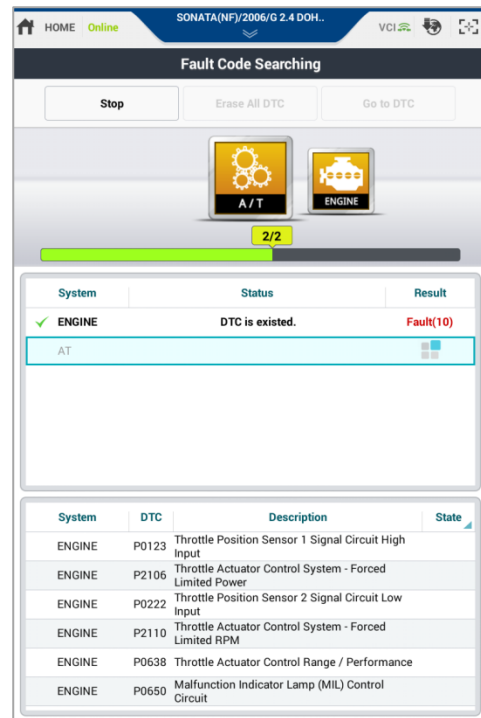 HOME Online SONATA(NF)/2006/G 2.4 DOH.. VCI
Fault Code Searching
Stop Erase All DTC Go to DTC
A/T ENGINE
2/2
System Status Result
ENGINE DTC is existed. Fault(10)
AT
System DTC Description State
ENGINE P0123 Throttle Position Sensor 1 Signal Circuit High
Input
ENGINE P2106 Throttle Actuator Control System - Forced
Limited Power
ENGINE P0222 Throttle Position Sensor 2 Signal Circuit Low
Input
ENGINE P2110 Throttle Actuator Control System - Forced
Limited RPM
ENGINE P0638 Throttle Actuator Control Range / Performance
ENGINE P0650 Malfunction Indicator Lamp (MIL) Control
Circuit